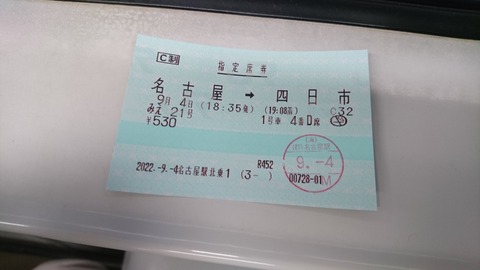 C制
指定席券
名古屋 → 四日市
9月 4日 (18:35発) (19:08着) C32
みえ 21号 1号車 4番D席
￥530
9.-4
R452
2022.-9.-4名古屋駅北乗1 (3- ) 00728-01